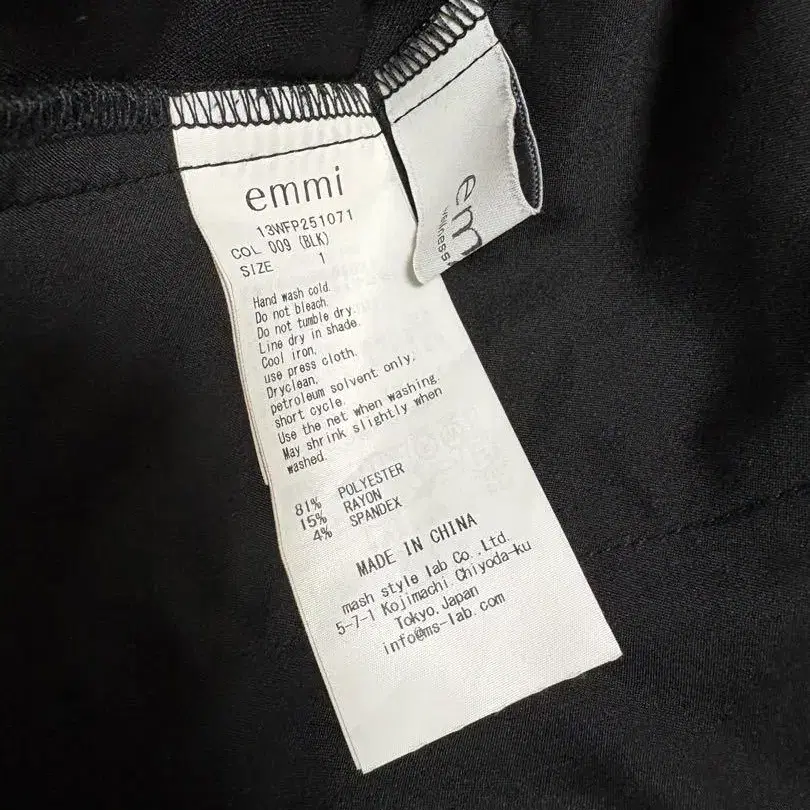 emmi
13WFP251071
COL 009 (BLK)
SIZE 1
Hand wash cold.
Do not bleach.
Do not tumble dry.
Line dry in shade.
Cool iron.
use press cloth.
Dryclean,
petroleum solvent only,
short cycle.
Use the net when washing.
May shrink slightly when
washed.
81% POLYESTER
15% RAYON
4% SPANDEX
MADE IN CHINA
mash style lab Co.,Ltd.
5-7-1 Kojimachi Chiyoda-ku
Tokyo,Japan
info@ms-lab.com
em
wellness